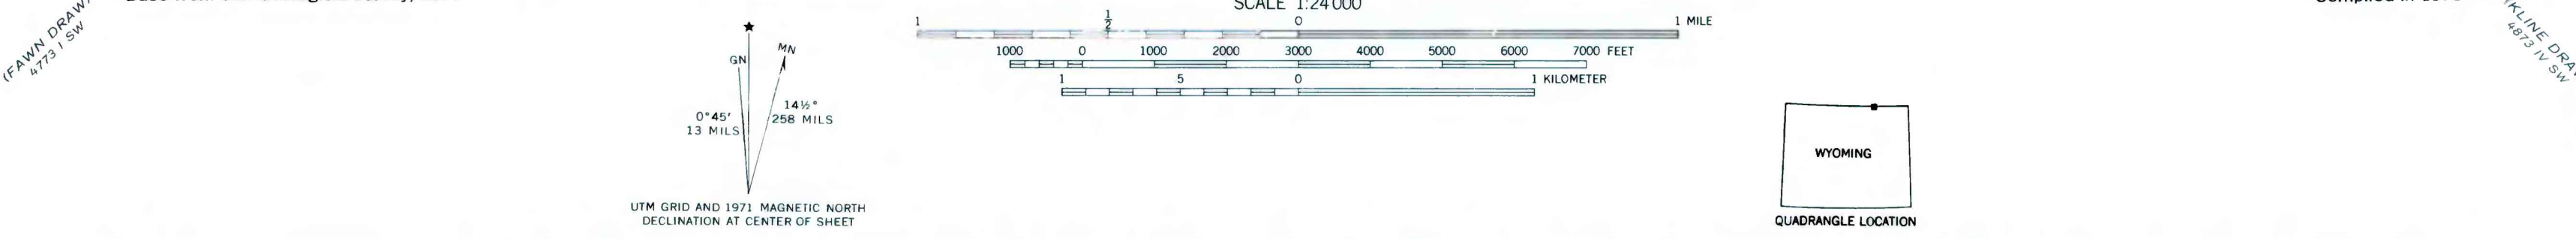 SCALE 1:24 000
(FAWN DRAW)
4773 I SW
4873 IV SW
1 ½ 0 1 MILE
1000 0 1000 2000 3000 4000 5000 6000 7000 FEET
1 5 0 1 KILOMETER
GN
MN
0°45′
13 MILS
14½°
258 MILS
UTM GRID AND 1971 MAGNETIC NORTH
DECLINATION AT CENTER OF SHEET
WYOMING
QUADRANGLE LOCATION